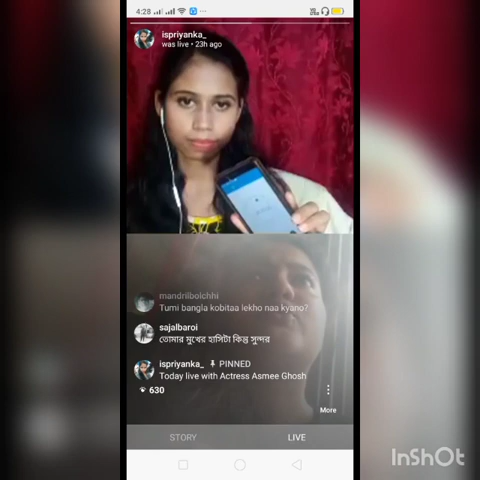 4:28
ispriyanka_
was live • 23h ago
mandriiboichhi
Tumi bangla kobitaa lekho naa kyano?
sajalbaroi
তোমার মুখের হাসিটা কিন্তু সুন্দর
ispriyanka_ PINNED
Today live with Actress Asmee Ghosh
630
More
STORY LIVE
InShOt